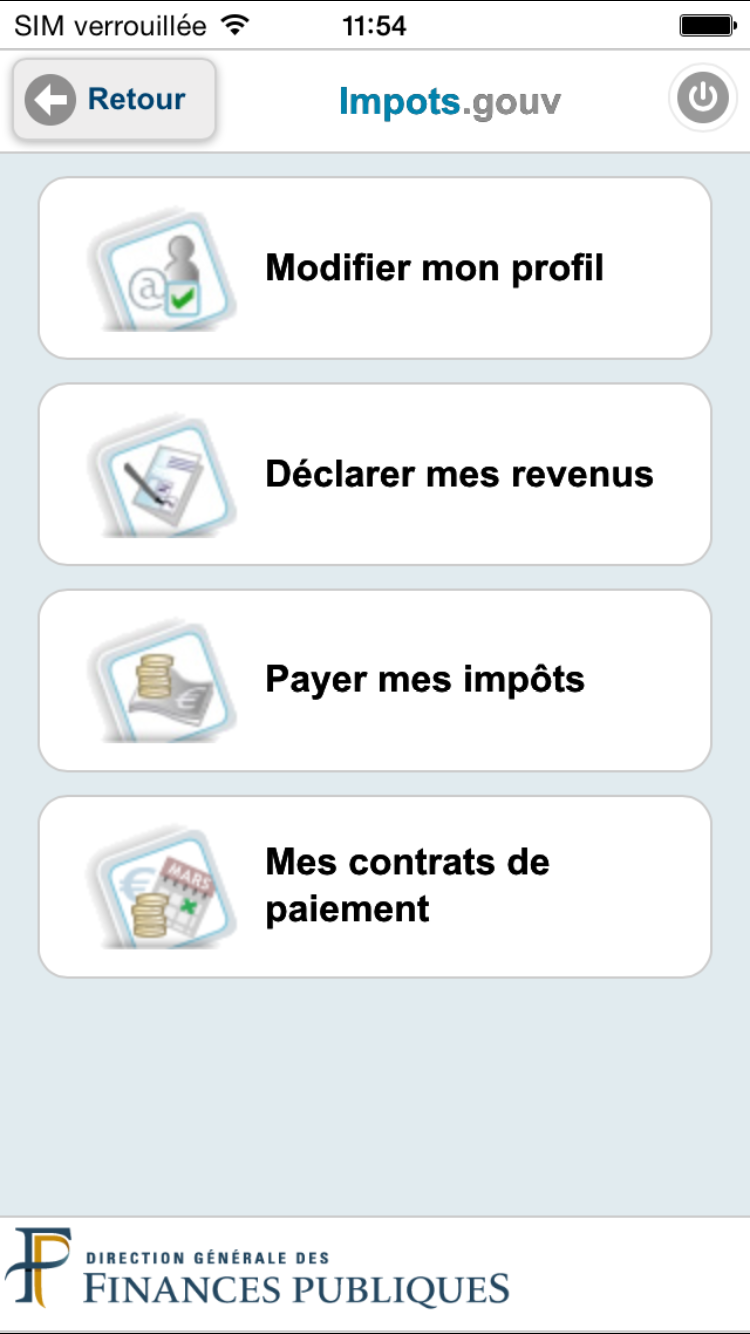 SIM verrouillée 11:54
Retour Impots.gouv
@
Modifier mon profil
Déclarer mes revenus
€
Payer mes impôts
€ MARS
Mes contrats de
paiement
DIRECTION GÉNÉRALE DES
FINANCES PUBLIQUES